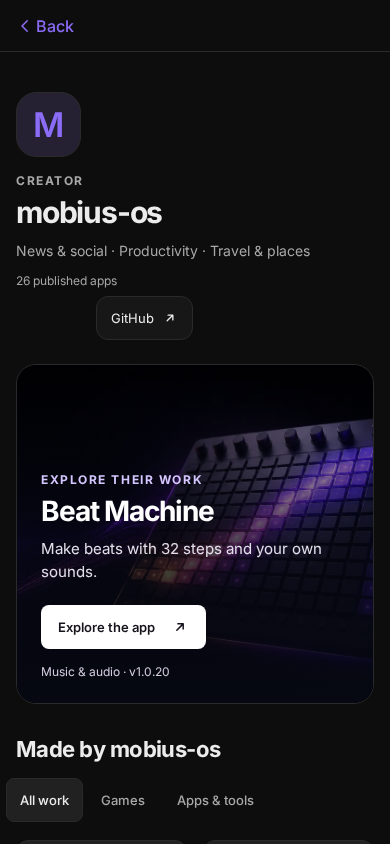 Back
M
CREATOR
mobius-os
News & social · Productivity · Travel & places
26 published apps
GitHub ↗
EXPLORE THEIR WORK
Beat Machine
Make beats with 32 steps and your own
sounds.
Explore the app ↗
Music & audio · v1.0.20
Made by mobius-os
All work Games Apps & tools